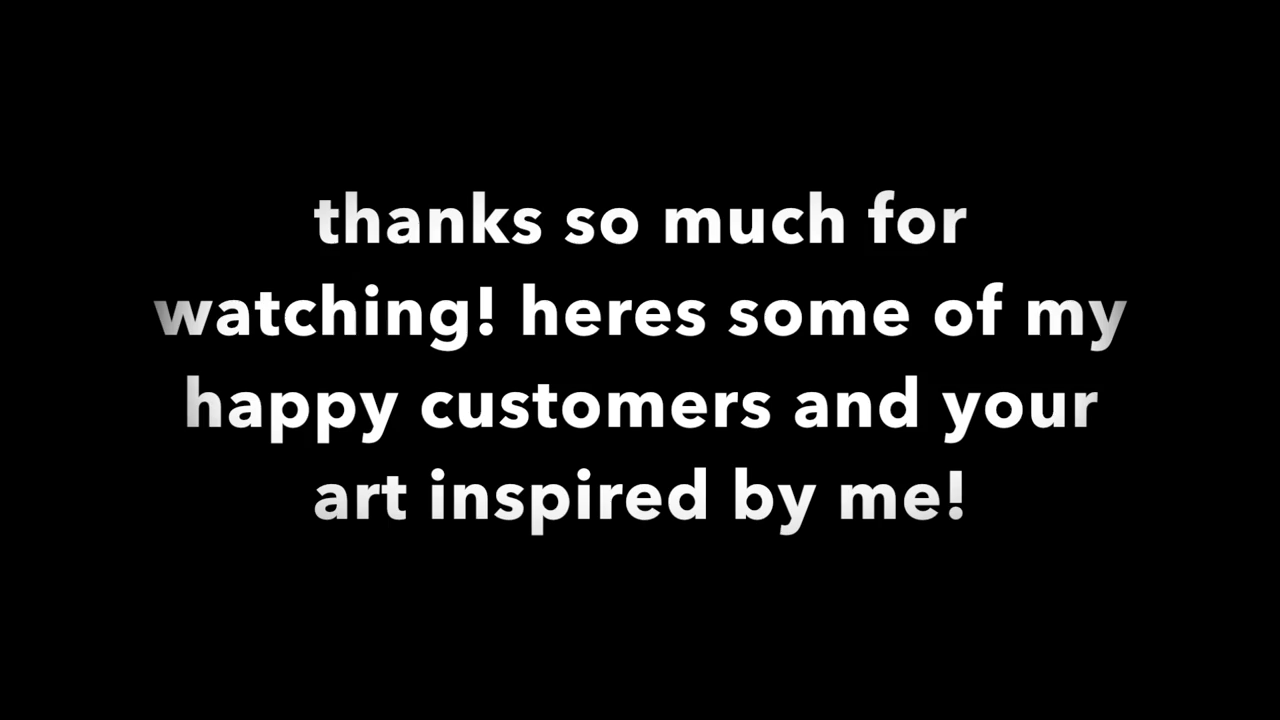 thanks so much for
watching! heres some of my
happy customers and your
art inspired by me!